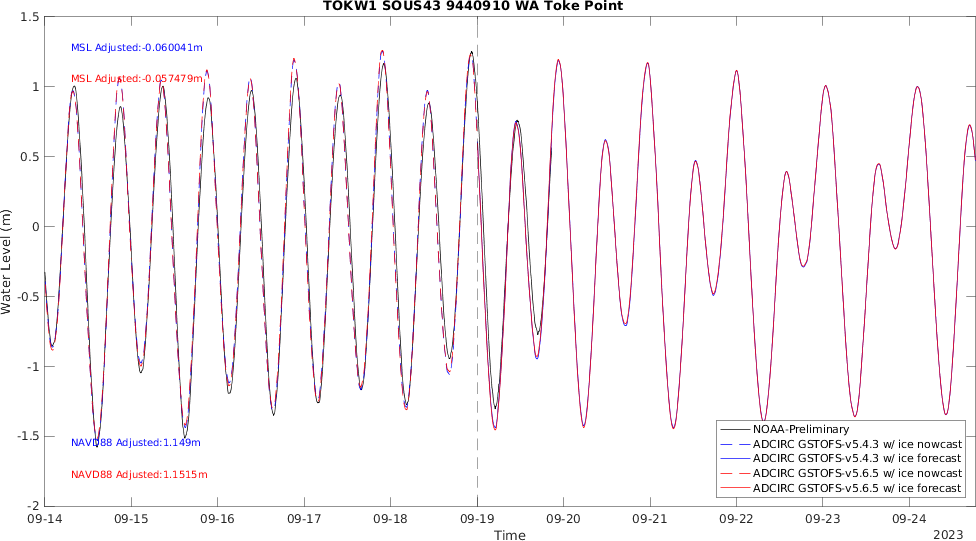 TOKW1 SOUS43 9440910 WA Toke Point
1.5
1
0.5
0
-0.5
-1
-1.5
-2
Water Level (m)
MSL Adjusted:-0.060041m
MSL Adjusted:-0.057479m
NAVD88 Adjusted:1.149m
NAVD88 Adjusted:1.1515m
NOAA-Preliminary
ADCIRC GSTOFS-v5.4.3 w/ ice nowcast
ADCIRC GSTOFS-v5.4.3 w/ ice forecast
ADCIRC GSTOFS-v5.6.5 w/ ice nowcast
ADCIRC GSTOFS-v5.6.5 w/ ice forecast
09-14 09-15 09-16 09-17 09-18 09-19 09-20 09-21 09-22 09-23 09-24
Time
2023